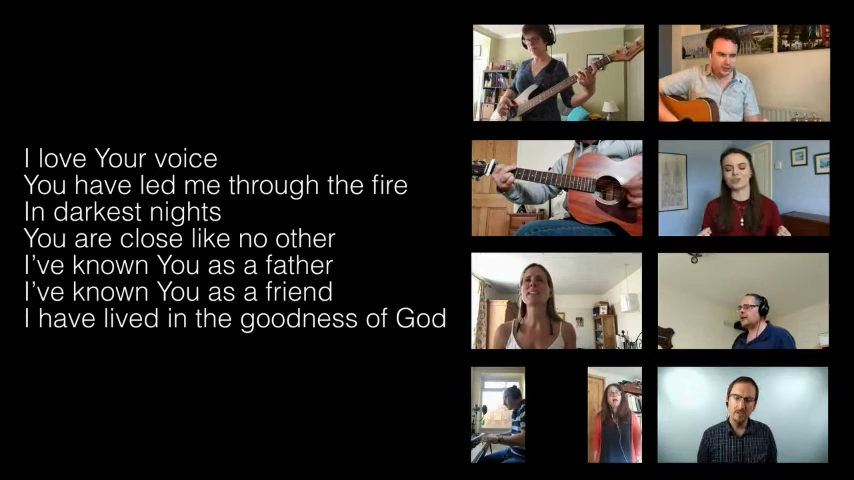 I love Your voice
You have led me through the fire
In darkest nights
You are close like no other
I've known You as a father
I've known You as a friend
I have lived in the goodness of God